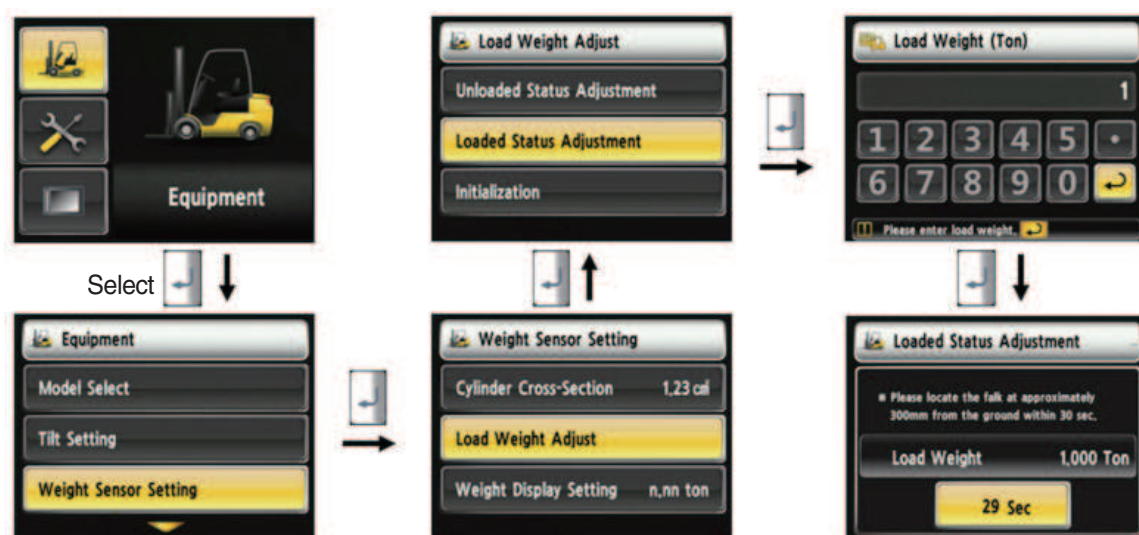 Equipment
Select
Equipment
Model Select
Tilt Setting
Weight Sensor Setting
Weight Sensor Setting
Cylinder Cross-Section 1,23 ㎠
Load Weight Adjust
Weight Display Setting n,nn ton
Load Weight Adjust
Unloaded Status Adjustment
Loaded Status Adjustment
Initialization
Load Weight (Ton)
1
1 2 3 4 5 •
6 7 8 9 0
Please enter load weight.
Loaded Status Adjustment
■ Please locate the falk at approximately
300mm from the ground within 30 sec.
Load Weight 1,000 Ton
29 Sec